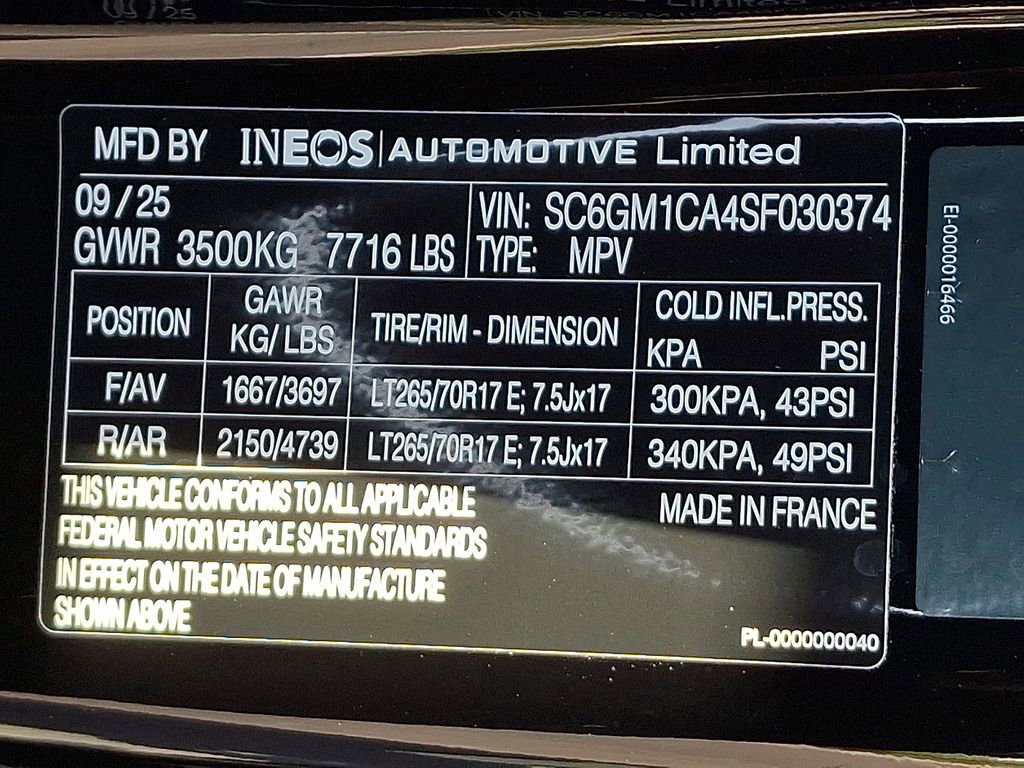 MFD BY INEOS AUTOMOTIVE Limited
09 / 25
GVWR 3500KG 7716 LBS
VIN: SC6GM1CA4SF030374
TYPE: MPV
POSITION GAWR KG/ LBS TIRE/RIM - DIMENSION COLD INFL.PRESS. KPA PSI
F/AV 1667/3697 LT265/70R17 E; 7.5Jx17 300KPA, 43PSI
R/AR 2150/4739 LT265/70R17 E; 7.5Jx17 340KPA, 49PSI
THIS VEHICLE CONFORMS TO ALL APPLICABLE
FEDERAL MOTOR VEHICLE SAFETY STANDARDS
IN EFFECT ON THE DATE OF MANUFACTURE
SHOWN ABOVE
MADE IN FRANCE
PL-0000000040
EI-0000016466